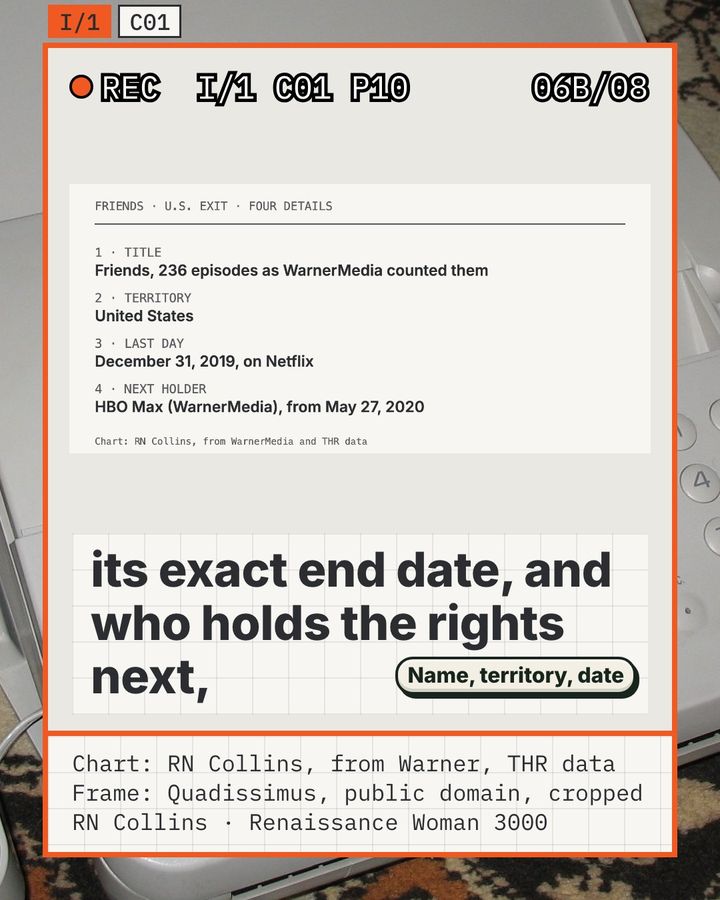 I/1 C01
REC I/1 C01 P10 06B/08
FRIENDS · U.S. EXIT · FOUR DETAILS
1 · TITLE
Friends, 236 episodes as WarnerMedia counted them
2 · TERRITORY
United States
3 · LAST DAY
December 31, 2019, on Netflix
4 · NEXT HOLDER
HBO Max (WarnerMedia), from May 27, 2020
Chart: RN Collins, from WarnerMedia and THR data
its exact end date, and
who holds the rights
next,
Name, territory, date
4
Chart: RN Collins, from Warner, THR data
Frame: Quadissimus, public domain, cropped
RN Collins · Renaissance Woman 3000